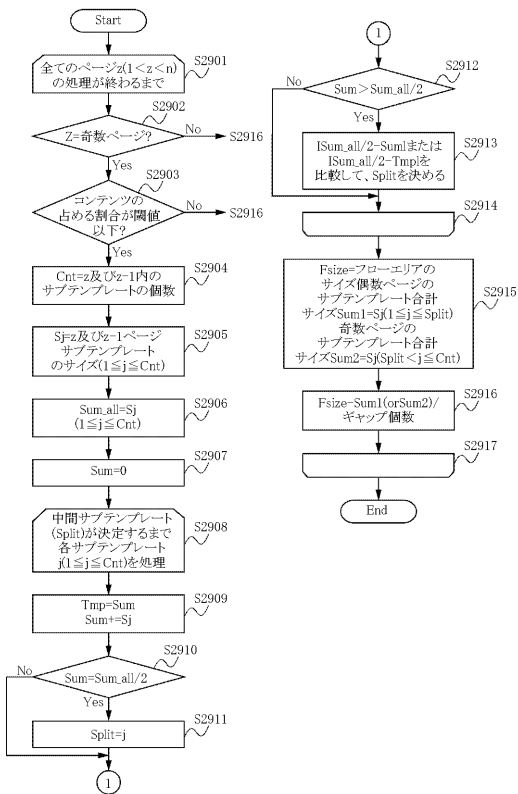 Start
S2901
全てのページz(1<z<n)
の処理が終わるまで
S2902
Z=奇数ページ?
No
S2916
Yes
S2903
コンテンツの
占める割合が閾値
以下?
No
S2916
Yes
S2904
Cnt=z及びz-1内の
サブテンプレートの個数
S2905
Sj=z及びz-1ページ
サブテンプレート
のサイズ(1≦j≦Cnt)
S2906
Sum_all=Sj
(1≦j≦Cnt)
S2907
Sum=0
S2908
中間サブテンプレート
(Split)が決定するまで
各サブテンプレート
j(1≦j≦Cnt)を処理
S2909
Tmp=Sum
Sum+=Sj
S2910
No
Sum=Sum_all/2
Yes
S2911
Split=j
1
1
S2912
No
Sum>Sum_all/2
Yes
S2913
ISum_all/2-SumIまたは
ISum_all/2-TmpIを
比較して、Splitを決める
S2914
S2915
Fsize=フローエリアの
サイズ偶数ページの
サブテンプレート合計
サイズSum1=Sj(1≦j≦Split)
奇数ページの
サブテンプレート合計
サイズSum2=Sj(Split<j≦Cnt)
S2916
Fsize-Sum1(orSum2)/
ギャップ個数
S2917
End